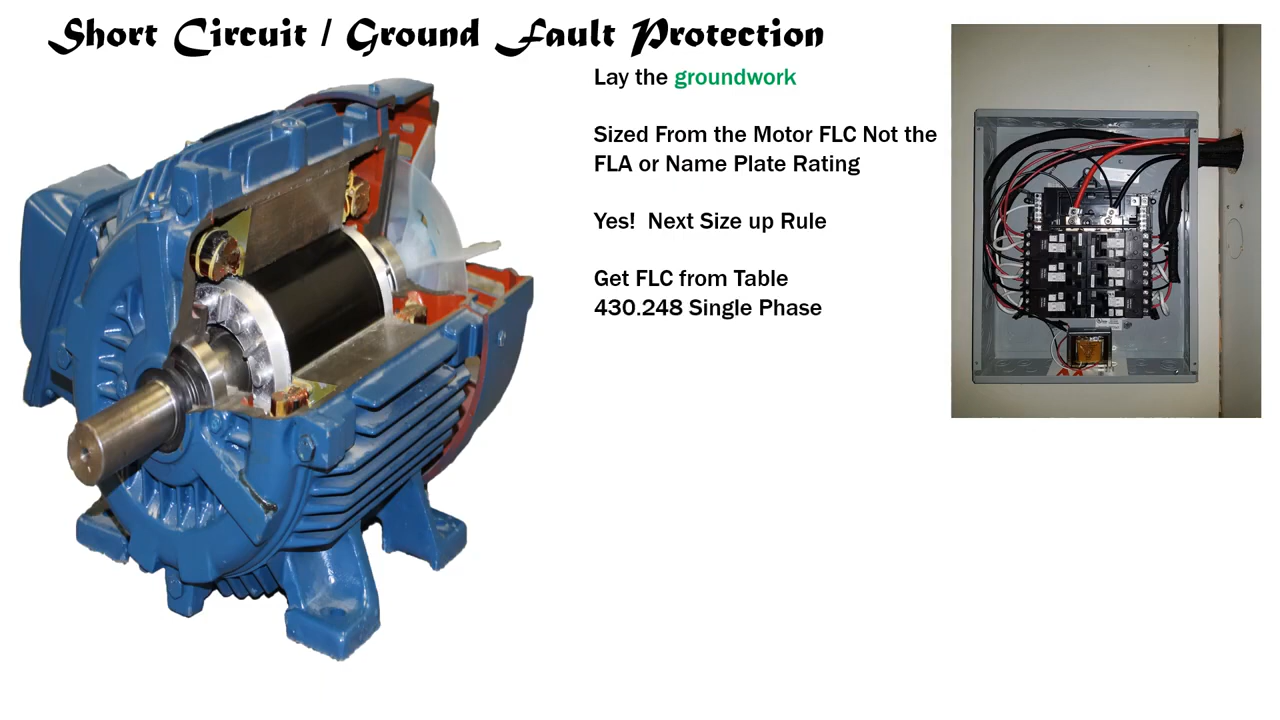 Short Circuit / Ground Fault Protection
Lay the groundwork
Sized From the Motor FLC Not the
FLA or Name Plate Rating
Yes!  Next Size up Rule
Get FLC from Table
430.248 Single Phase